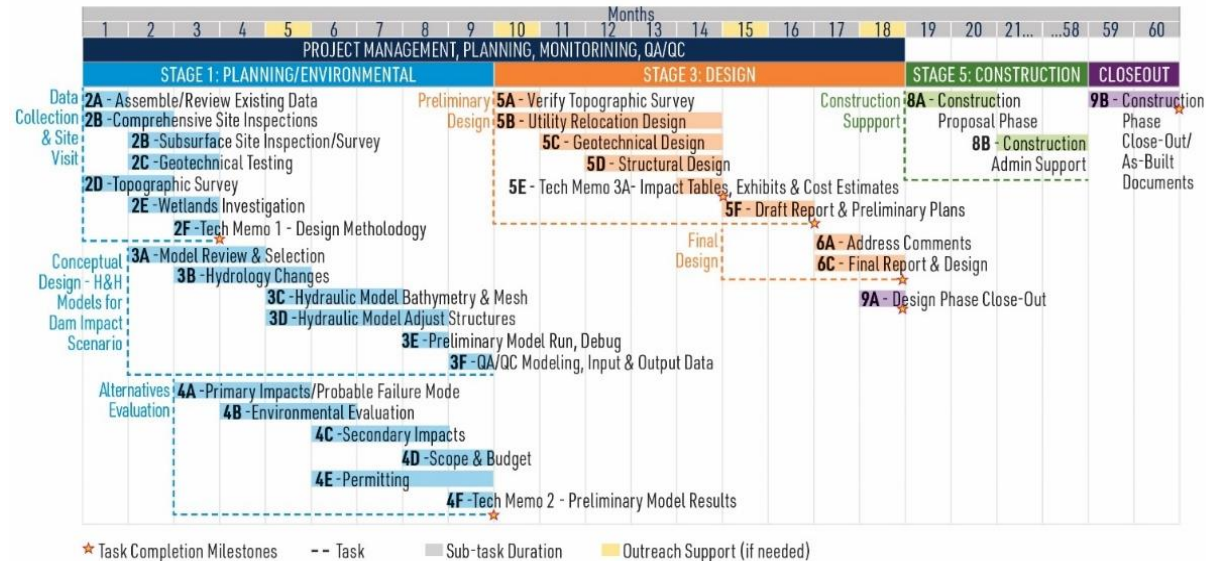 Months
1 2 3 4 5 6 7 8 9 10 11 12 13 14 15 16 17 18 19 20 21... ...58 59 60
PROJECT MANAGEMENT, PLANNING, MONITORINING, QA/QC
STAGE 1: PLANNING/ENVIRONMENTAL STAGE 3: DESIGN STAGE 5: CONSTRUCTION CLOSEOUT
Data
Collection
& Site
Visit
2A - Assemble/Review Existing Data
2B - Comprehensive Site Inspections
2B - Subsurface Site Inspection/Survey
2C - Geotechnical Testing
2D - Topographic Survey
2E - Wetlands Investigation
2F - Tech Memo 1 - Design Metholodogy
Conceptual
Design - H&H
Models for
Dam Impact
Scenario
3A - Model Review & Selection
3B - Hydrology Changes
3C - Hydraulic Model Bathymetry & Mesh
3D - Hydraulic Model Adjust Structures
3E - Preliminary Model Run, Debug
3F - QA/QC Modeling, Input & Output Data
Alternatives
Evaluation
4A - Primary Impacts/Probable Failure Mode
4B - Environmental Evaluation
4C - Secondary Impacts
4D - Scope & Budget
4E - Permitting
4F - Tech Memo 2 - Preliminary Model Results
Preliminary
Design
5A - Verify Topographic Survey
5B - Utility Relocation Design
5C - Geotechnical Design
5D - Structural Design
5E - Tech Memo 3A- Impact Tables, Exhibits & Cost Estimates
5F - Draft Report & Preliminary Plans
Final
Design
6A - Address Comments
6C - Final Report & Design
9A - Design Phase Close-Out
Construction
Suppport
8A - Construction
Proposal Phase
8B - Construction
Admin Support
9B - Construction
Phase
Close-Out/
As-Built
Documents
Task Completion Milestones -- Task Sub-task Duration Outreach Support (if needed)